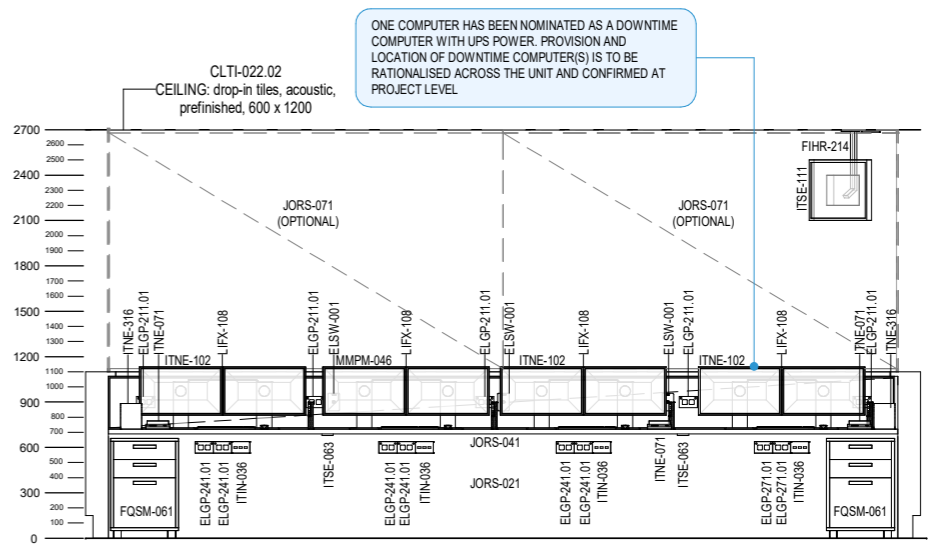 ONE COMPUTER HAS BEEN NOMINATED AS A DOWNTIME
COMPUTER WITH UPS POWER. PROVISION AND
LOCATION OF DOWNTIME COMPUTER(S) IS TO BE
RATIONALISED ACROSS THE UNIT AND CONFIRMED AT
PROJECT LEVEL
CLTI-022.02
CEILING: drop-in tiles, acoustic,
prefinished, 600 x 1200
2700
2600
2500
2400
2300
2200
2100
2000
1900
1800
1700
1600
1500
1400
1300
1200
1100
1000
900
800
700
600
500
400
300
200
100
0
FIHR-214
ITSE-111
JORS-071
(OPTIONAL)
JORS-071
(OPTIONAL)
ITNE-316
ELGP-211.01
ITNE-071
IFX-108
ELGP-211.01
ELSW-001
IFX-108
ELGP-211.01
ELSW-001
IFX-108
ELSW-001
ELGP-211.01
IFX-108
ITNE-071
ELGP-211.01
ITNE-316
ITNE-102
MMPM-046
ITNE-102
ITNE-102
JORS-041
JORS-021
ITSE-063
ITNE-071
ITSE-063
ELGP-241.01
ELGP-241.01
ITIN-036
ELGP-241.01
ELGP-241.01
ITIN-036
ELGP-241.01
ELGP-241.01
ITIN-036
ELGP-271.01
ELGP-271.01
ITIN-036
FQSM-061
FQSM-061